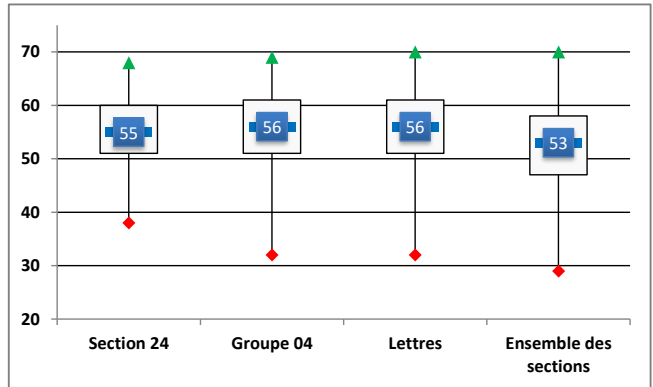 70
60
50
40
30
20
55
56
56
53
Section 24
Groupe 04
Lettres
Ensemble des
sections